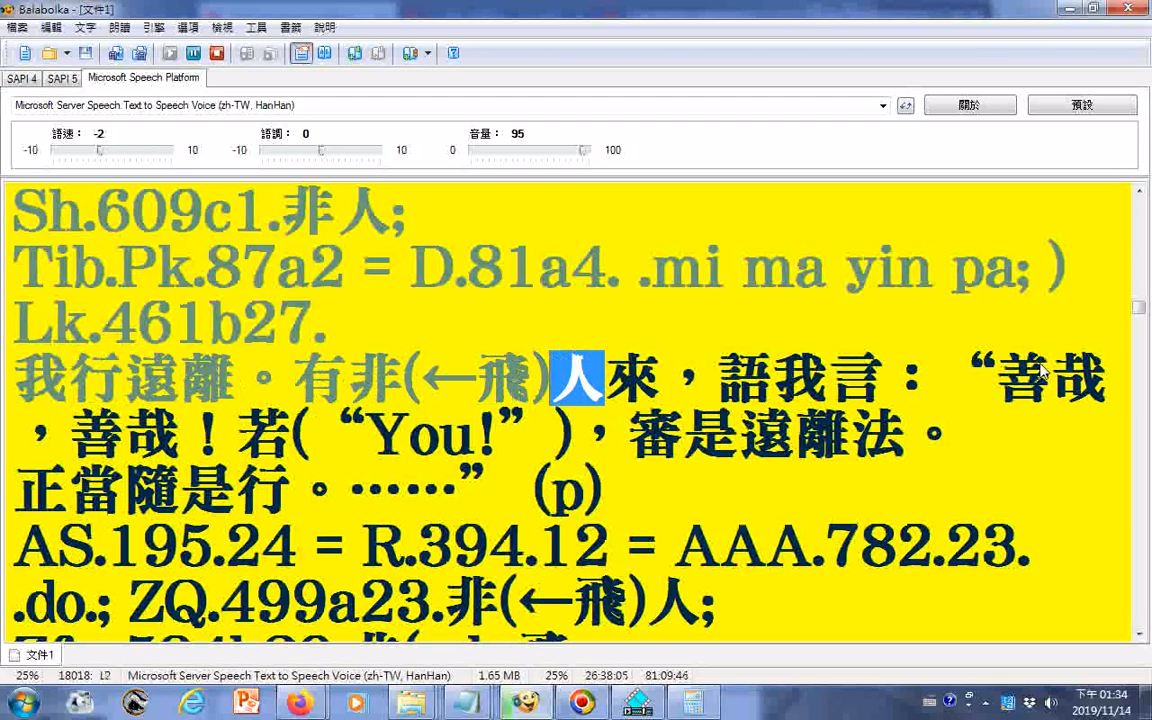 Balabolka - [文件1]
檔案 編輯 文字 朗讀 引擎 選項 檢視 工具 書籤 說明
SAPI 4 SAPI 5 Microsoft Speech Platform
Microsoft Server Speech Text to Speech Voice (zh-TW, HanHan) 關於 預設
語速： -2 語調： 0 音量： 95
-10 10 -10 10 0 100
Sh.609c1.非人;
Tib.Pk.87a2 = D.81a4. .mi ma yin pa; )
Lk.461b27.
我行遠離。有非(←飛)人來，語我言：“善哉
，善哉！若(“You!”)，審是遠離法。
正當隨是行。……” (p)
AS.195.24 = R.394.12 = AAA.782.23.
.do.; ZQ.499a23.非(←飛)人;
文件1
25% 18018: 12 Microsoft Server Speech Text to Speech Voice (zh-TW, HanHan) 1.65 MB 25% 26:38:05 81:09:46
下午 01:34
2019/11/14